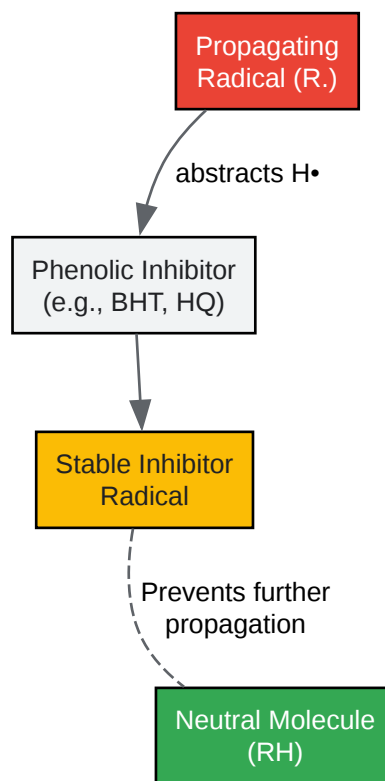 Propagating
Radical (R.)
abstracts H•
Phenolic Inhibitor
(e.g., BHT, HQ)
Stable Inhibitor
Radical
Prevents further
propagation
Neutral Molecule
(RH)